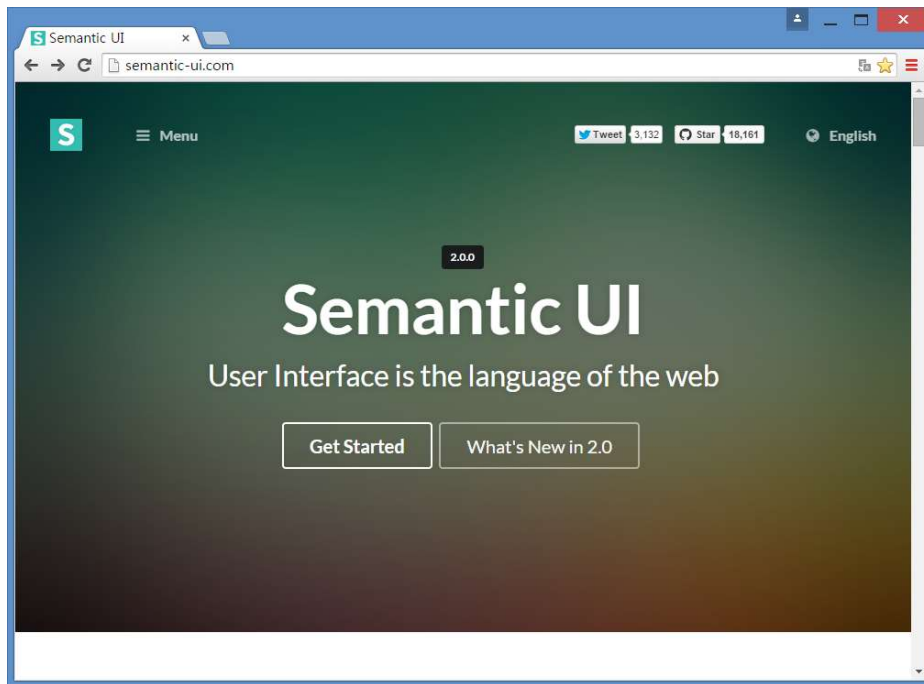 Semantic UI
semantic-ui.com
S Menu Tweet 3,132 Star 18,161 English
2.0.0
Semantic UI
User Interface is the language of the web
Get Started What's New in 2.0